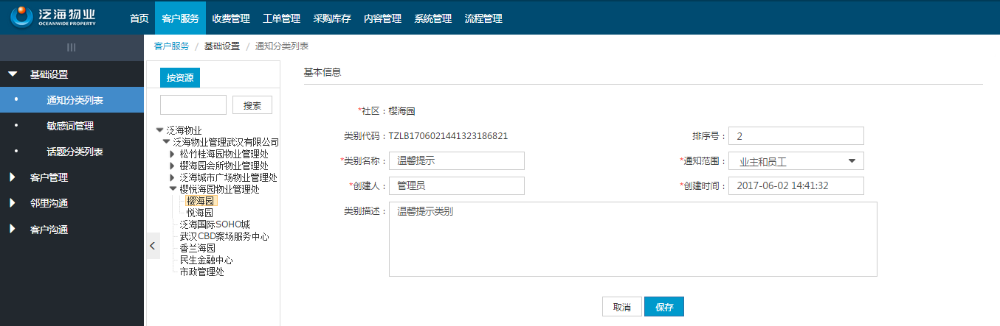 泛海物业
OCEANWIDE PROPERTY
首页 客户服务 收费管理 工单管理 采购库存 内容管理 系统管理 流程管理
客户服务 / 基础设置 / 通知分类列表
基础设置
通知分类列表
敏感词管理
话题分类列表
客户管理
邻里沟通
客户沟通
按资源
搜索
泛海物业
泛海物业管理武汉有限公司
松竹桂海园物业管理处
樱海园会所物业管理处
泛海城市广场物业管理处
樱悦海园物业管理处
樱海园
悦海园
泛海国际SOHO城
武汉CBD案场服务中心
香兰海园
民生金融中心
市政管理处
基本信息
*社区：樱海园
类别代码：TZLB1706021441323186821 排序号：2
*类别名称：温馨提示 *通知范围：业主和员工
*创建人：管理员 *创建时间：2017-06-02 14:41:32
类别描述：温馨提示类别
取消 保存